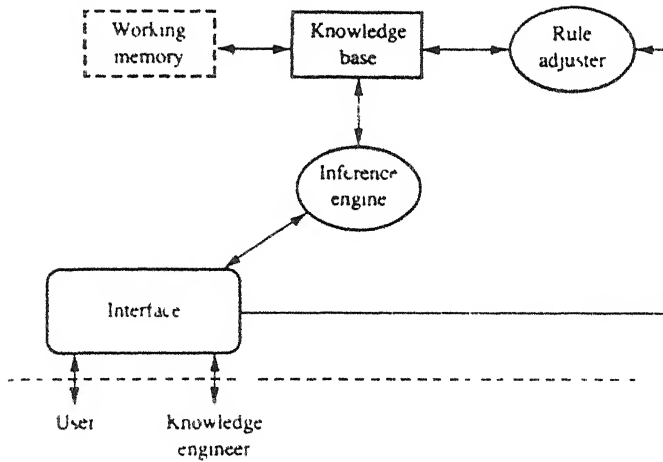 Working
memory
Knowledge
base
Rule
adjuster
Inference
engine
Interface
User
Knowledge
engineer